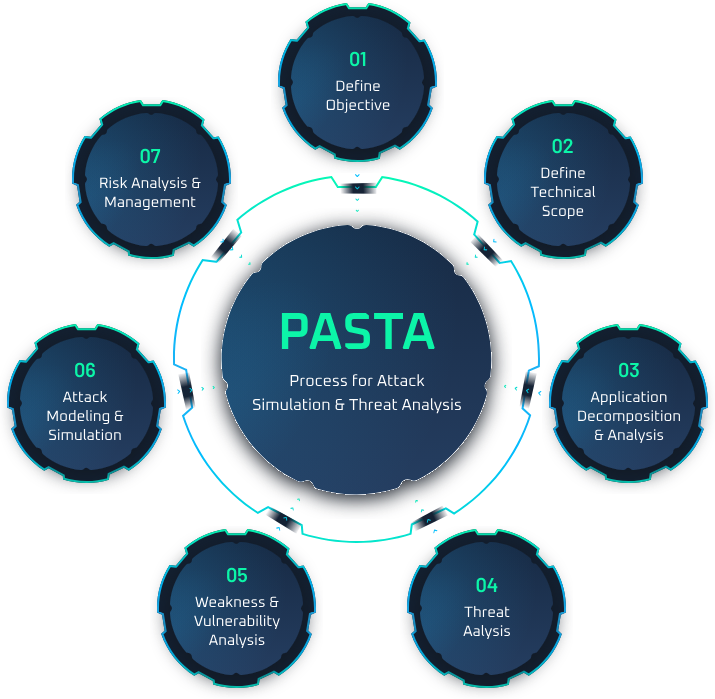 01
Define
Objective
02
Define
Technical
Scope
03
Application
Decomposition
& Analysis
04
Threat
Aalysis
05
Weakness &
Vulnerability
Analysis
06
Attack
Modeling &
Simulation
07
Risk Analysis &
Management
PASTA
Process for Attack
Simulation & Threat Analysis